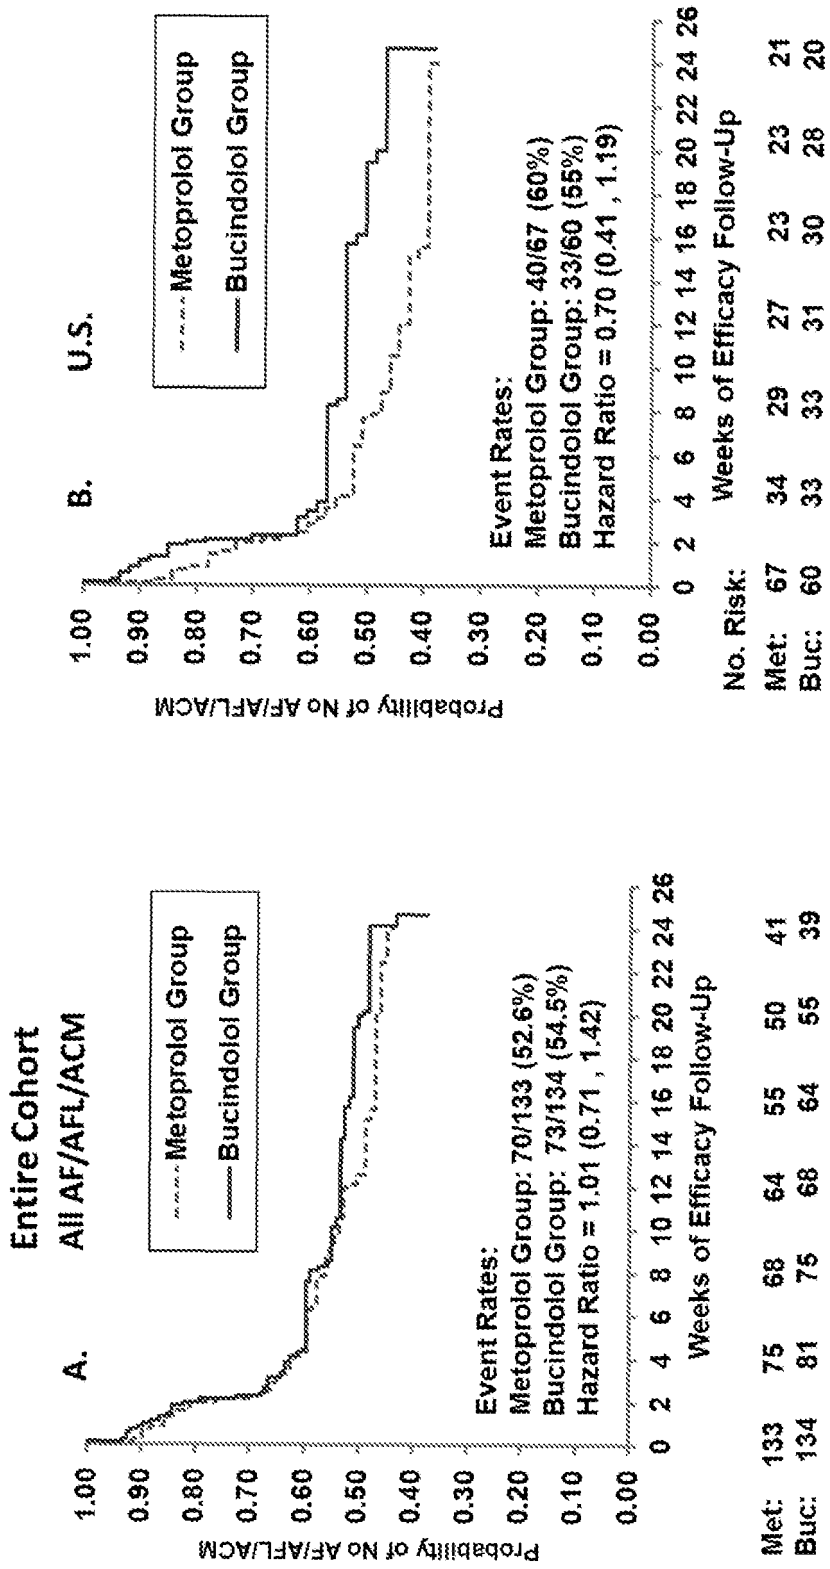 Entire Cohort
All AF/AFL/ACM
A.
Metoprolol Group
Bucindolol Group
Probability of No AF/AFL/ACM
1.00
0.90
0.80
0.70
0.60
0.50
0.40
0.30
0.20
0.10
0.00
Event Rates:
Metoprolol Group: 70/133 (52.6%)
Bucindolol Group: 73/134 (54.5%)
Hazard Ratio = 1.01 (0.71 , 1.42)
0 2 4 6 8 10 12 14 16 18 20 22 24 26
Weeks of Efficacy Follow-Up
Met: 133 75 68 64 55 50 41
Buc: 134 81 75 68 64 55 39
B. U.S.
Metoprolol Group
Bucindolol Group
Probability of No AF/AFL/ACM
1.00
0.90
0.80
0.70
0.60
0.50
0.40
0.30
0.20
0.10
0.00
Event Rates:
Metoprolol Group: 40/67 (60%)
Bucindolol Group: 33/60 (55%)
Hazard Ratio = 0.70 (0.41 , 1.19)
0 2 4 6 8 10 12 14 16 18 20 22 24 26
Weeks of Efficacy Follow-Up
No. Risk:
Met: 67 34 29 27 23 23 21
Buc: 60 33 33 31 30 28 20